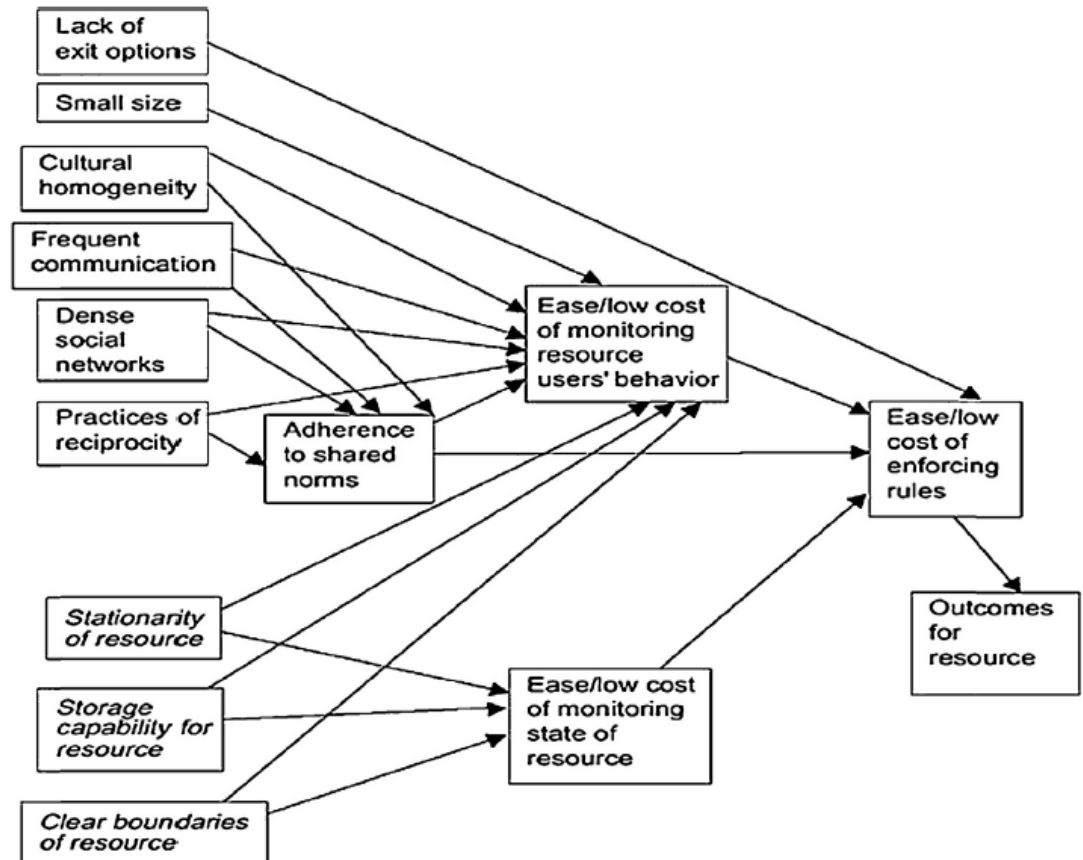 Lack of
exit options
Small size
Cultural
homogeneity
Frequent
communication
Dense
social
networks
Practices of
reciprocity
Adherence
to shared
norms
Ease/low cost
of monitoring
resource
users' behavior
Ease/low
cost of
enforcing
rules
Outcomes
for
resource
Stationarity
of resource
Storage
capability for
resource
Clear boundaries
of resource
Ease/low cost
of monitoring
state of
resource